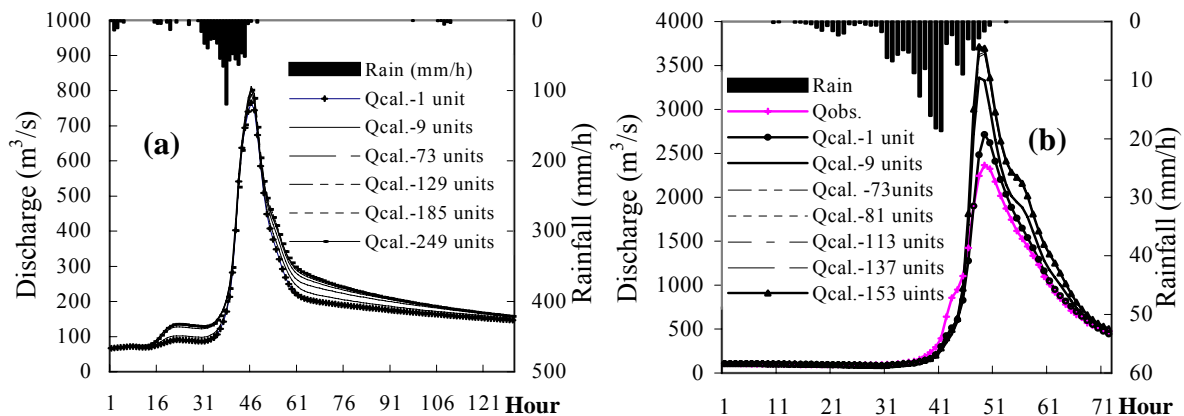 1000
900
800
700
600
500
400
300
200
100
0
Discharge (m³/s)
(a)
Rain (mm/h)
Qcal.-1 unit
Qcal.-9 units
Qcal.-73 units
Qcal.-129 units
Qcal.-185 units
Qcal.-249 units
0
100
200
300
400
500
Rainfall (mm/h)
1 16 31 46 61 76 91 106 121 Hour
4000
3500
3000
2500
2000
1500
1000
500
0
Discharge (m³/s)
(b)
Rain
Qobs.
Qcal.-1 unit
Qcal.-9 units
Qcal. -73units
Qcal.-81 units
Qcal.-113 units
Qcal.-137 units
Qcal.-153 uints
0
10
20
30
40
50
60
Rainfall (mm/h)
1 11 21 31 41 51 61 71
Hour